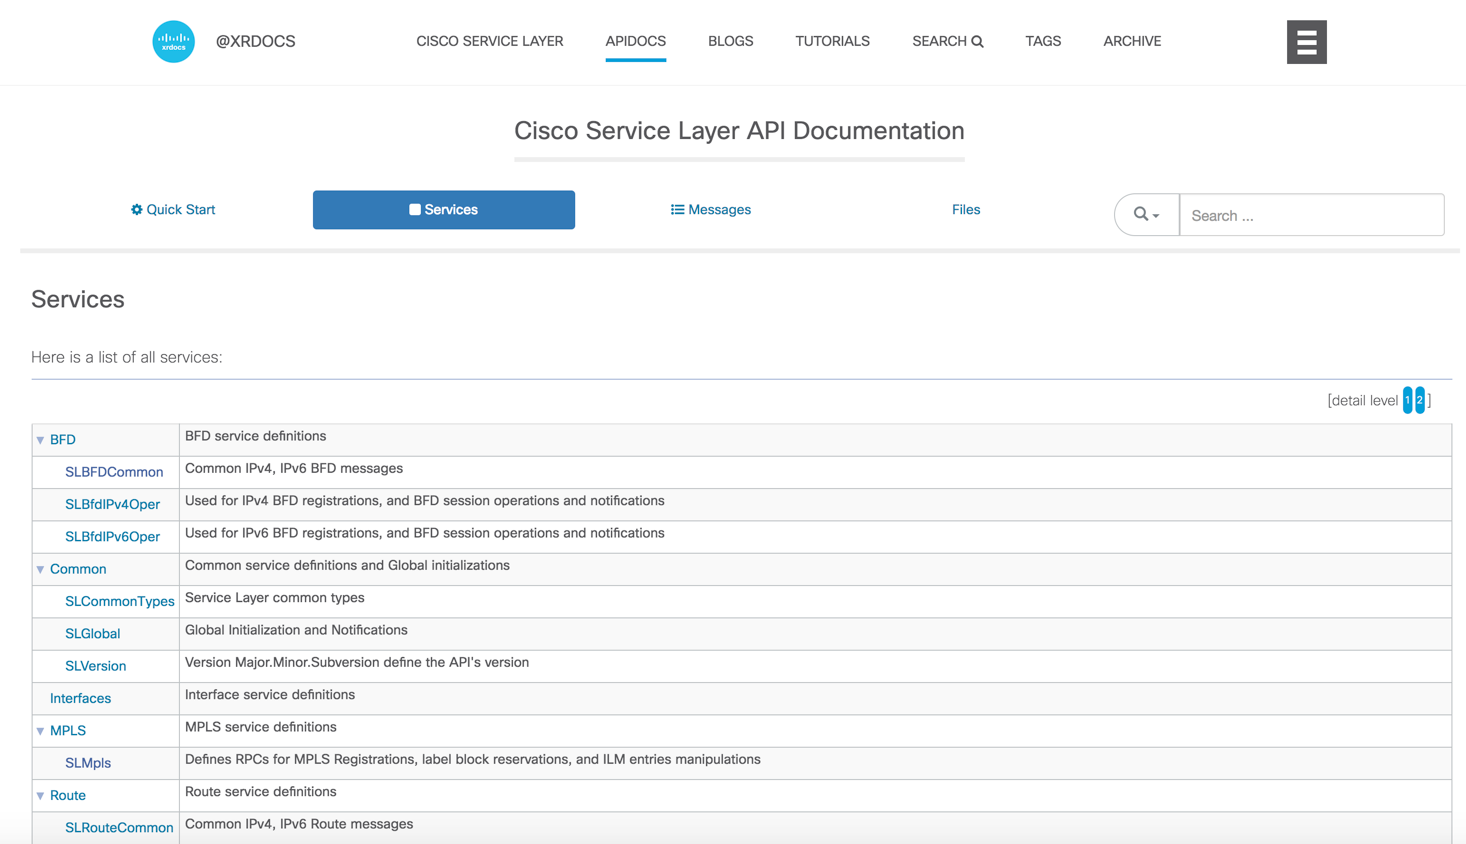 xrdocs
@XRDOCS
CISCO SERVICE LAYER
APIDOCS
BLOGS
TUTORIALS
SEARCH
TAGS
ARCHIVE
Cisco Service Layer API Documentation
Quick Start
Services
Messages
Files
Search ...
Services
Here is a list of all services:
[detail level 1 2 ]
BFD BFD service definitions
SLBFDCommon Common IPv4, IPv6 BFD messages
SLBfdIPv4Oper Used for IPv4 BFD registrations, and BFD session operations and notifications
SLBfdIPv6Oper Used for IPv6 BFD registrations, and BFD session operations and notifications
Common Common service definitions and Global initializations
SLCommonTypes Service Layer common types
SLGlobal Global Initialization and Notifications
SLVersion Version Major.Minor.Subversion define the API's version
Interfaces Interface service definitions
MPLS MPLS service definitions
SLMpls Defines RPCs for MPLS Registrations, label block reservations, and ILM entries manipulations
Route Route service definitions
SLRouteCommon Common IPv4, IPv6 Route messages